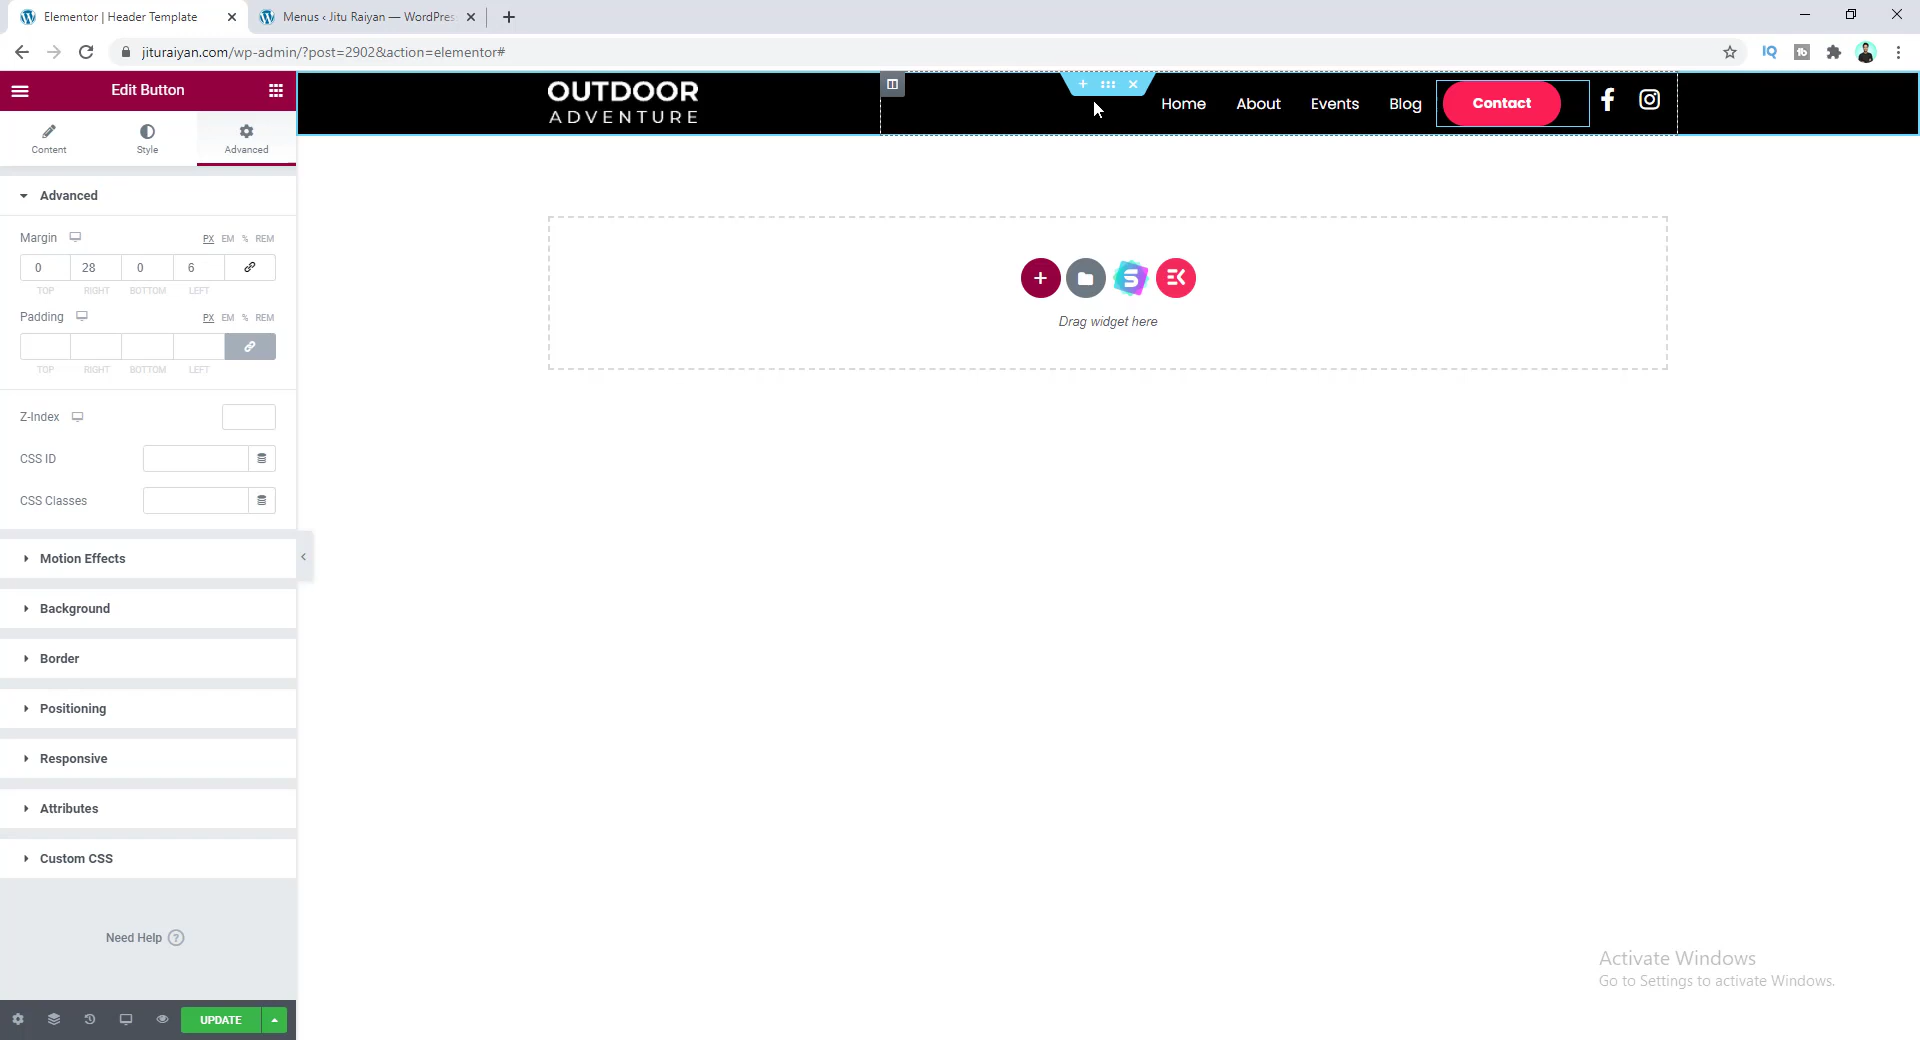 Elementor | Header Template
Menus ‹ Jitu Raiyan — WordPres
jituraiyan.com/wp-admin/?post=2902&action=elementor#
Edit Button
Content
Style
Advanced
OUTDOOR
ADVENTURE
Home
About
Events
Blog
Contact
Advanced
Margin
PX EM % REM
0 28 0 6
TOP RIGHT BOTTOM LEFT
Padding
PX EM % REM
TOP RIGHT BOTTOM LEFT
Z-Index
CSS ID
CSS Classes
Motion Effects
Background
Border
Positioning
Responsive
Attributes
Custom CSS
Need Help ?
UPDATE
Drag widget here
Activate Windows
Go to Settings to activate Windows.